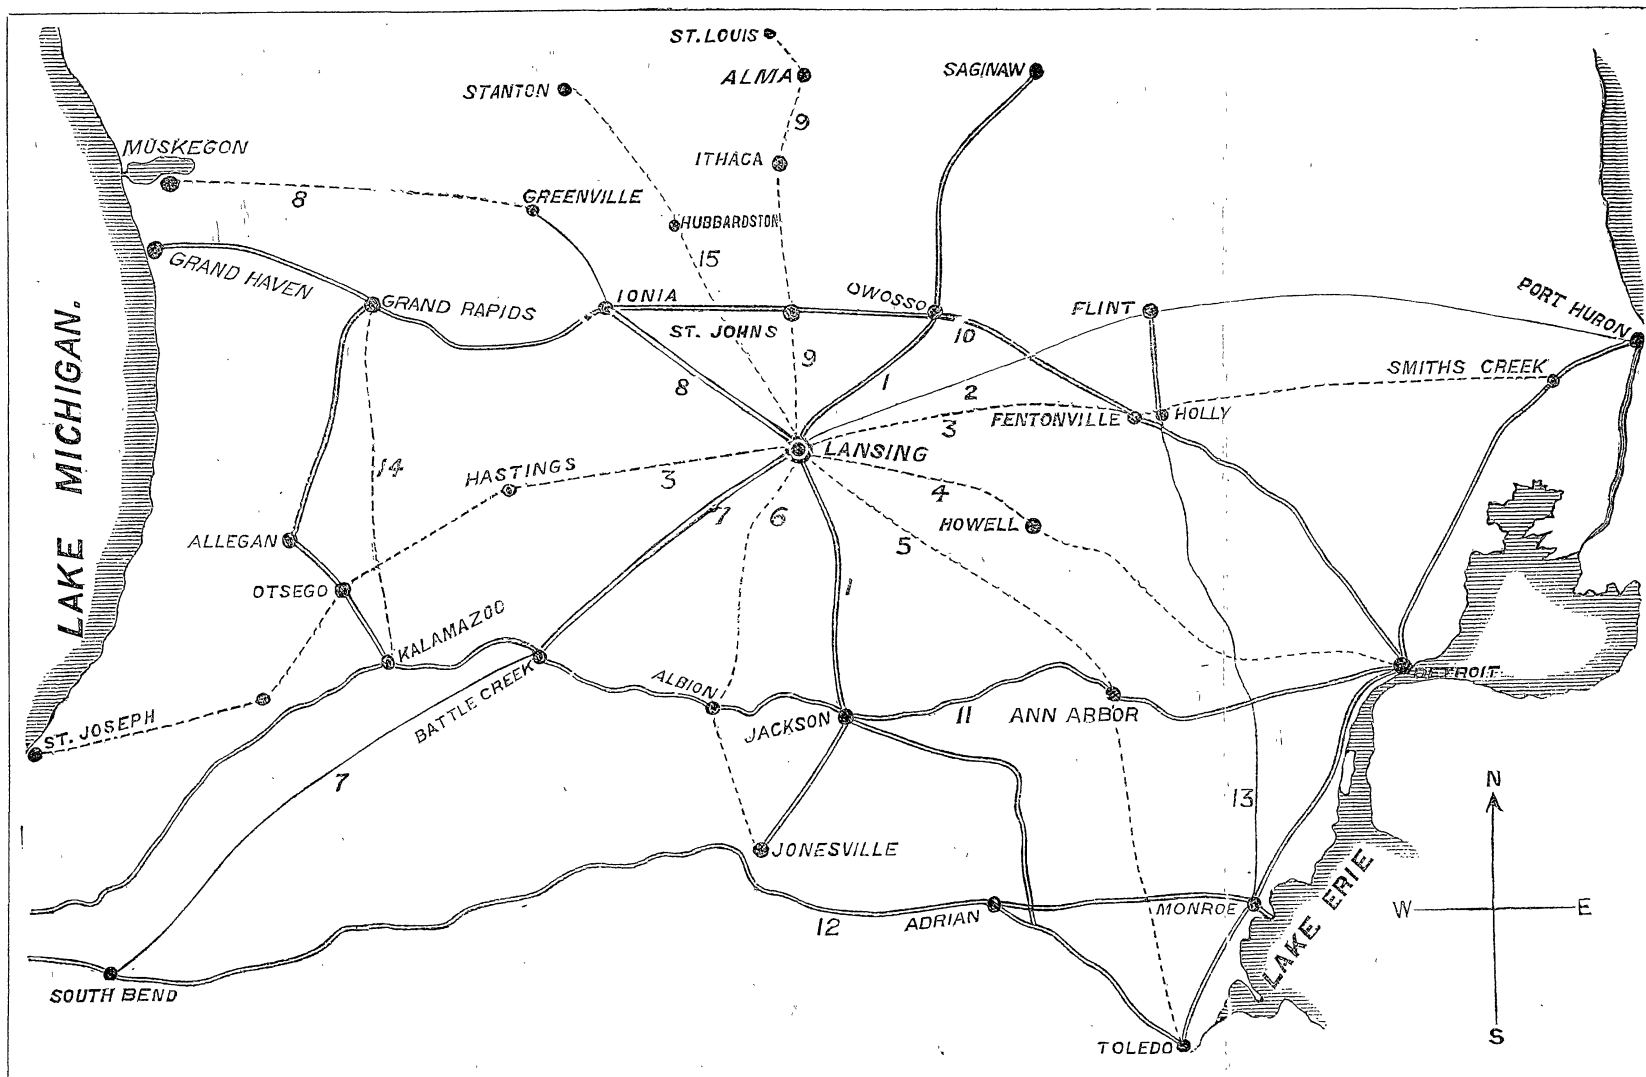 ST. LOUIS
ALMA
SAGINAW
STANTON
9
MUSKEGON
ITHACA
8
GREENVILLE
HUBBARDSTON
15
GRAND HAVEN
GRAND RAPIDS
IONIA
ST. JOHNS
OWOSSO
10
FLINT
PORT HURON
LAKE MICHIGAN.
8
9
1
2
SMITHS CREEK
3
FENTONVILLE
HOLLY
LANSING
14
HASTINGS
3
4
7
6
HOWELL
5
ALLEGAN
OTSEGO
KALAMAZOO
BATTLE CREEK
ALBION
DETROIT
ST. JOSEPH
JACKSON
11
ANN ARBOR
7
13
N
JONESVILLE
LAKE ERIE
12
ADRIAN
MONROE
W
E
SOUTH BEND
TOLEDO
S